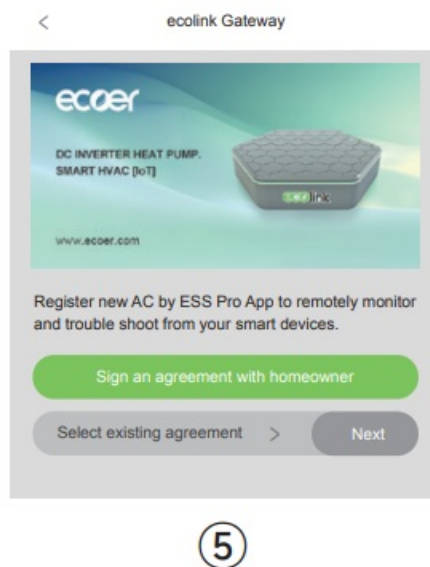 <
ecolink Gateway
ecoer
DC INVERTER HEAT PUMP.
SMART HVAC [IoT]
ecolink
www.ecoer.com
Register new AC by ESS Pro App to remotely monitor
and trouble shoot from your smart devices.
Sign an agreement with homeowner
Select existing agreement >
Next
⑤